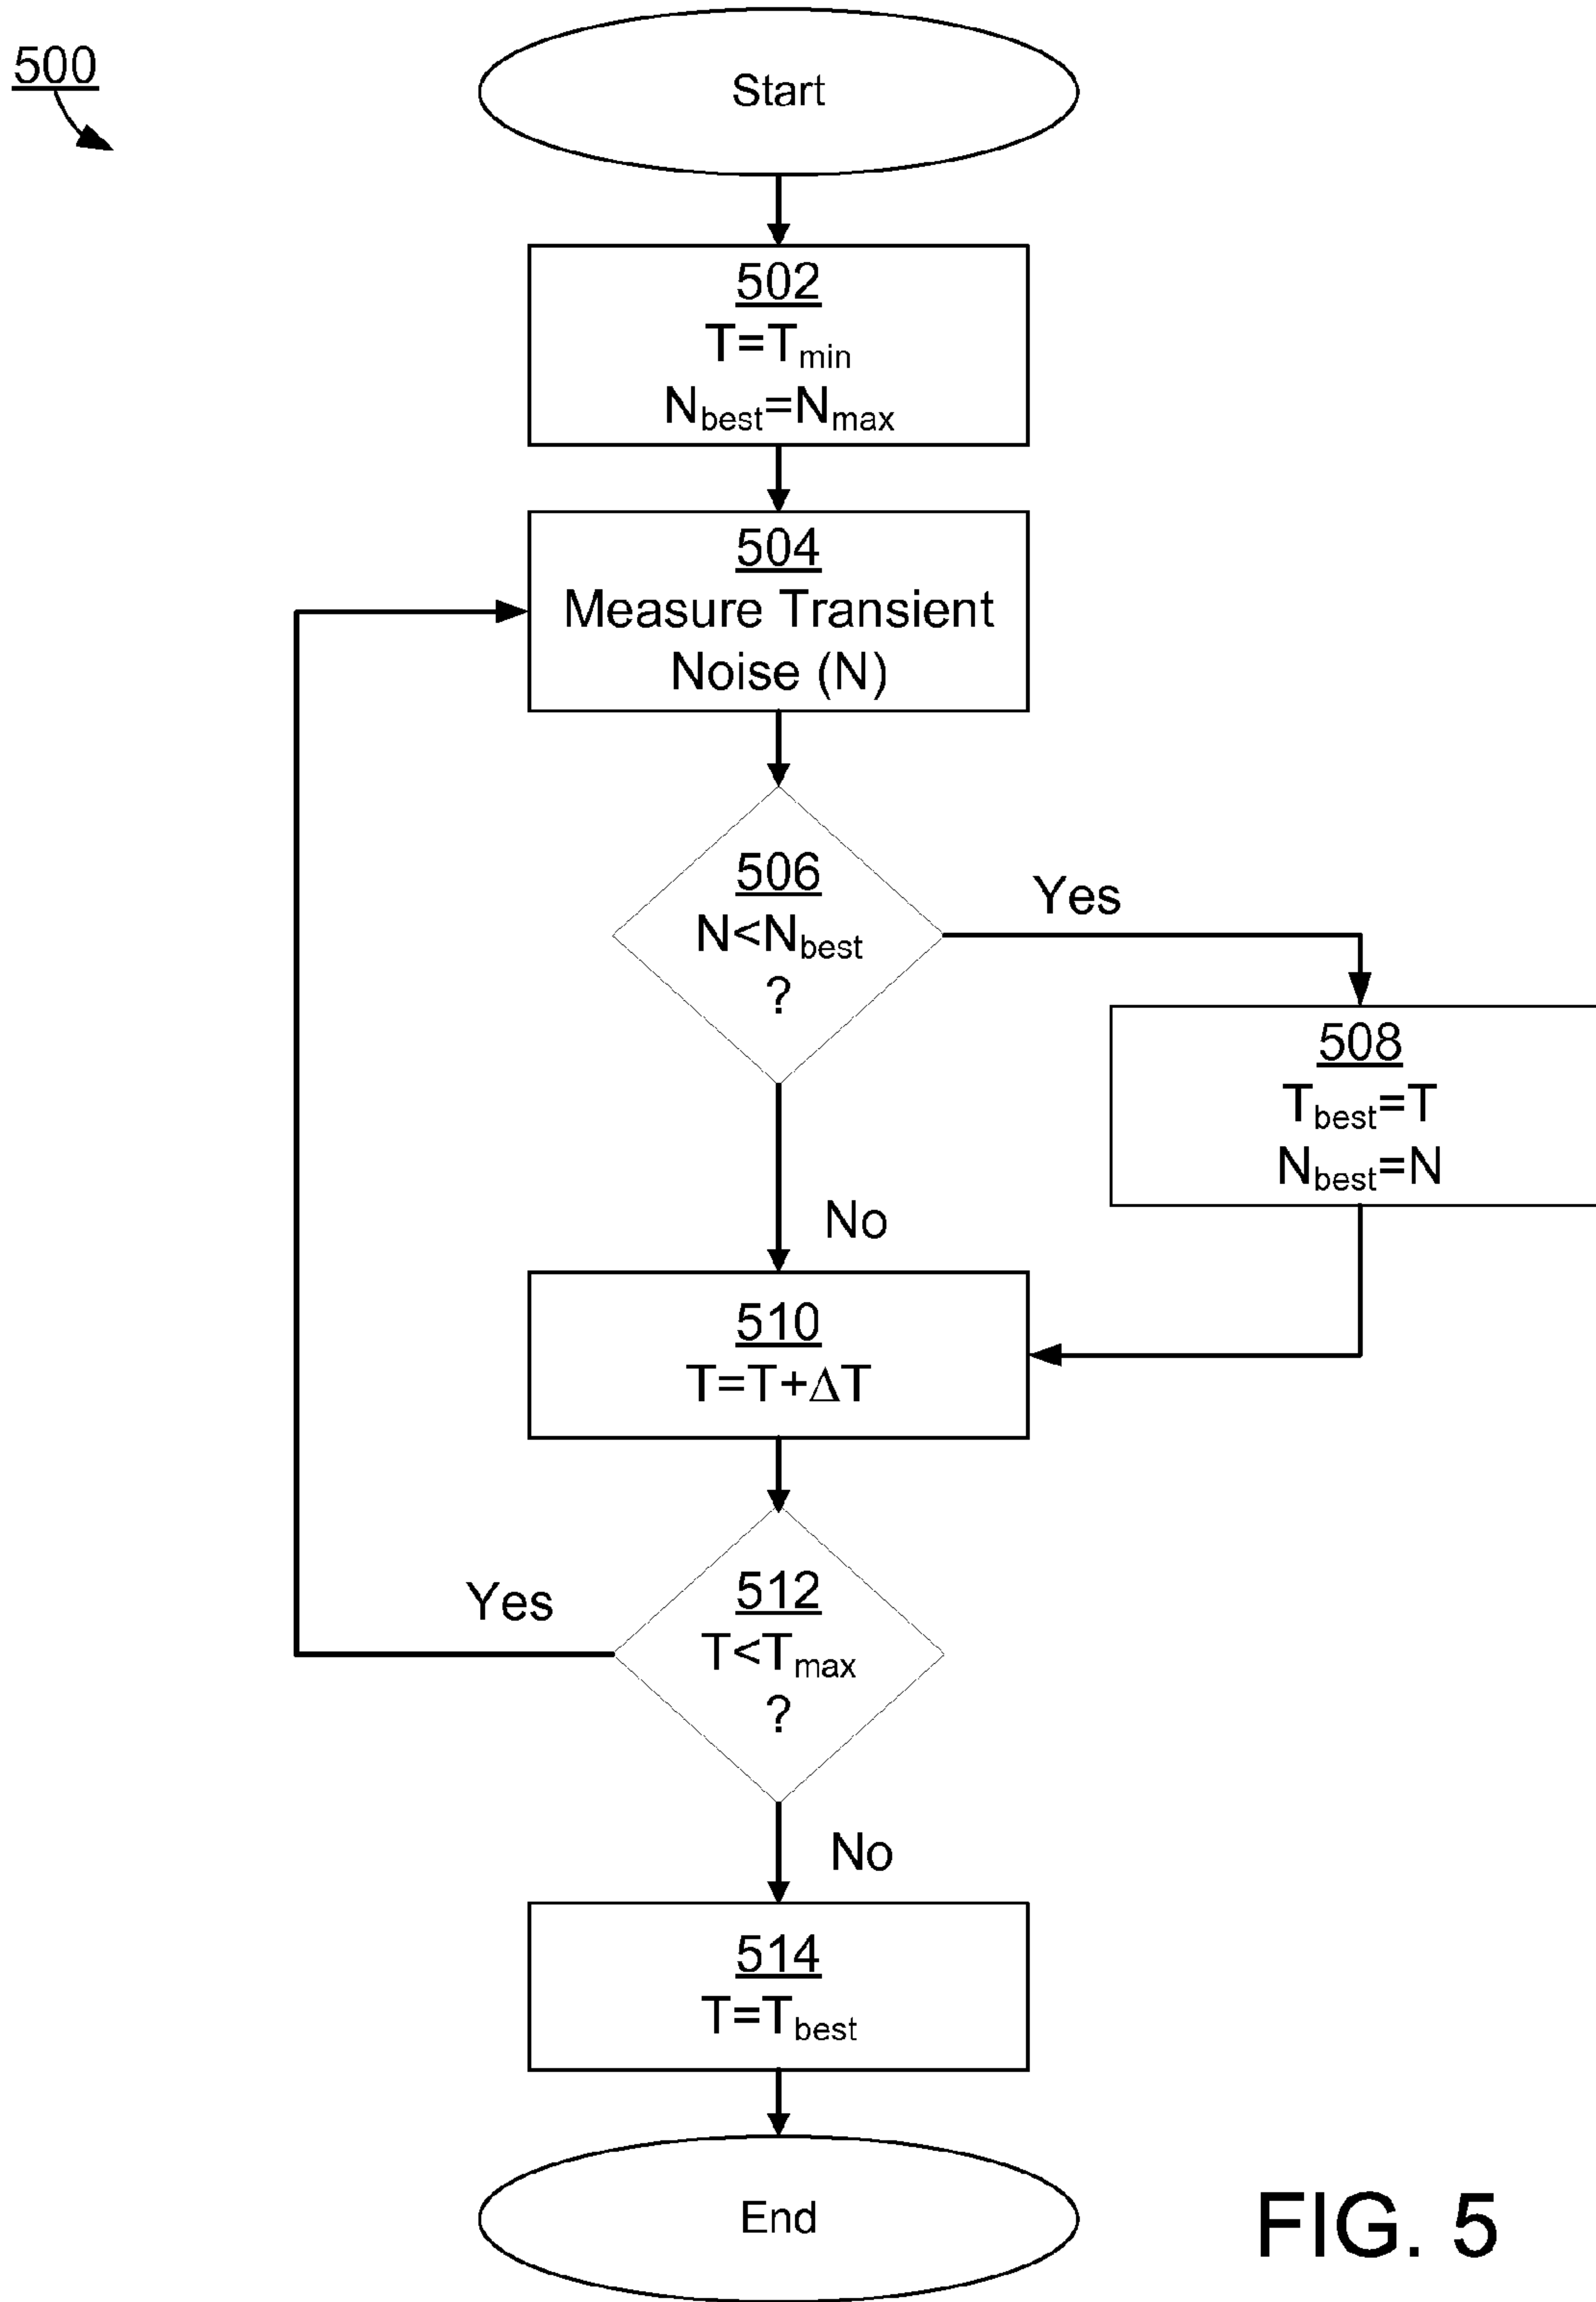 500
Start
502
T=Tmin
Nbest=Nmax
504
Measure Transient
Noise (N)
506
N<Nbest
?
Yes
508
Tbest=T
Nbest=N
No
510
T=T+ΔT
Yes
512
T<Tmax
?
No
514
T=Tbest
End
FIG. 5